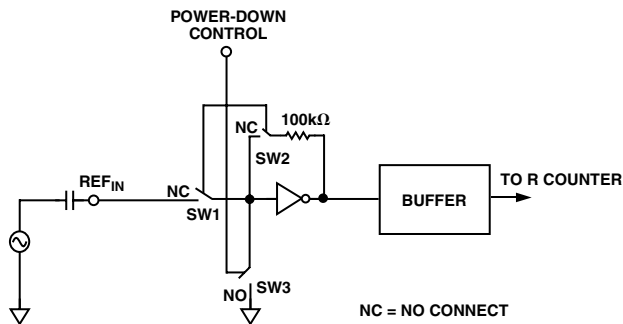 POWER-DOWN
CONTROL
NC
100kΩ
SW2
REFIN
NC
SW1
BUFFER
TO R COUNTER
NO
SW3
NC = NO CONNECT